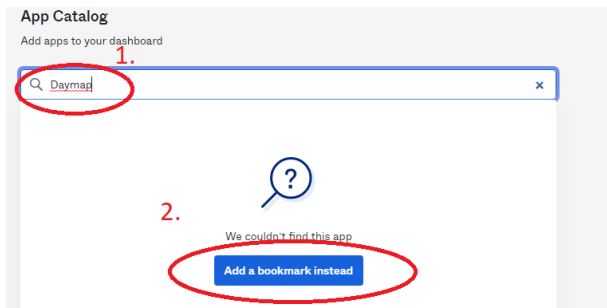 App Catalog
Add apps to your dashboard
1.
Daymap
×
?
2.
We couldn't find this app
Add a bookmark instead